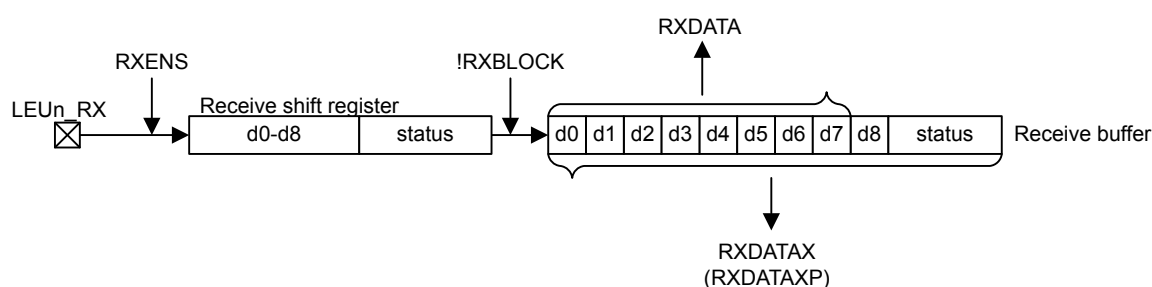 RXDATA
RXENS
!RXBLOCK
LEUn_RX
Receive shift register
d0-d8 status
d0 d1 d2 d3 d4 d5 d6 d7 d8 status
Receive buffer
RXDATAX
(RXDATAXP)